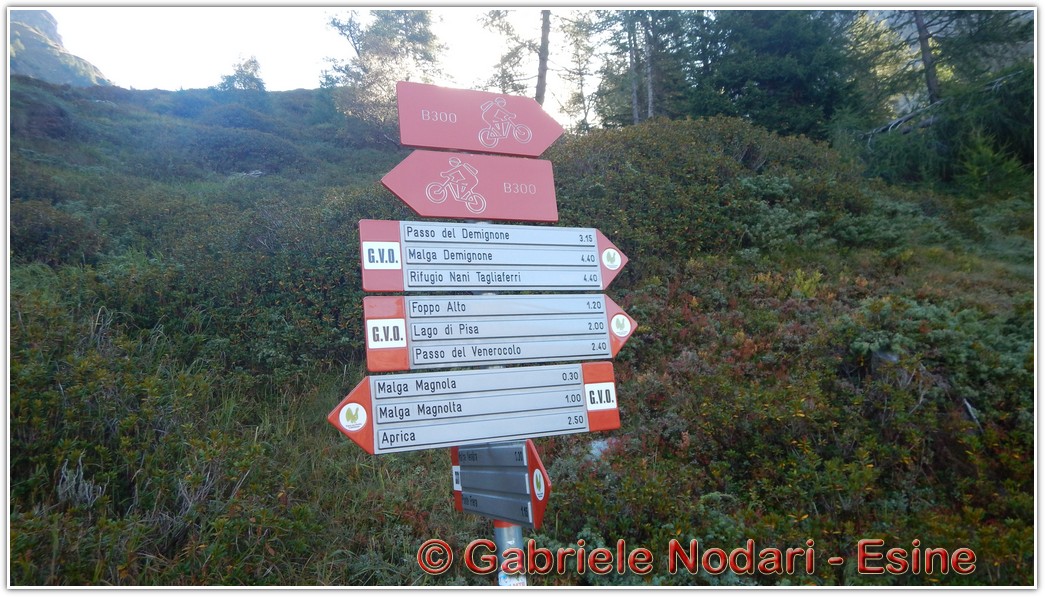 B300
B300
G.V.O.
Passo del Demignone 3.15
Malga Demignone 4.40
Rifugio Nani Tagliaferri 4.40
G.V.O.
Foppo Alto 1.20
Lago di Pisa 2.00
Passo del Venerocolo 2.40
Malga Magnola 0.30
Malga Magnolta 1.00
Aprica 2.50
G.V.O.
© Gabriele Nodari - Esine